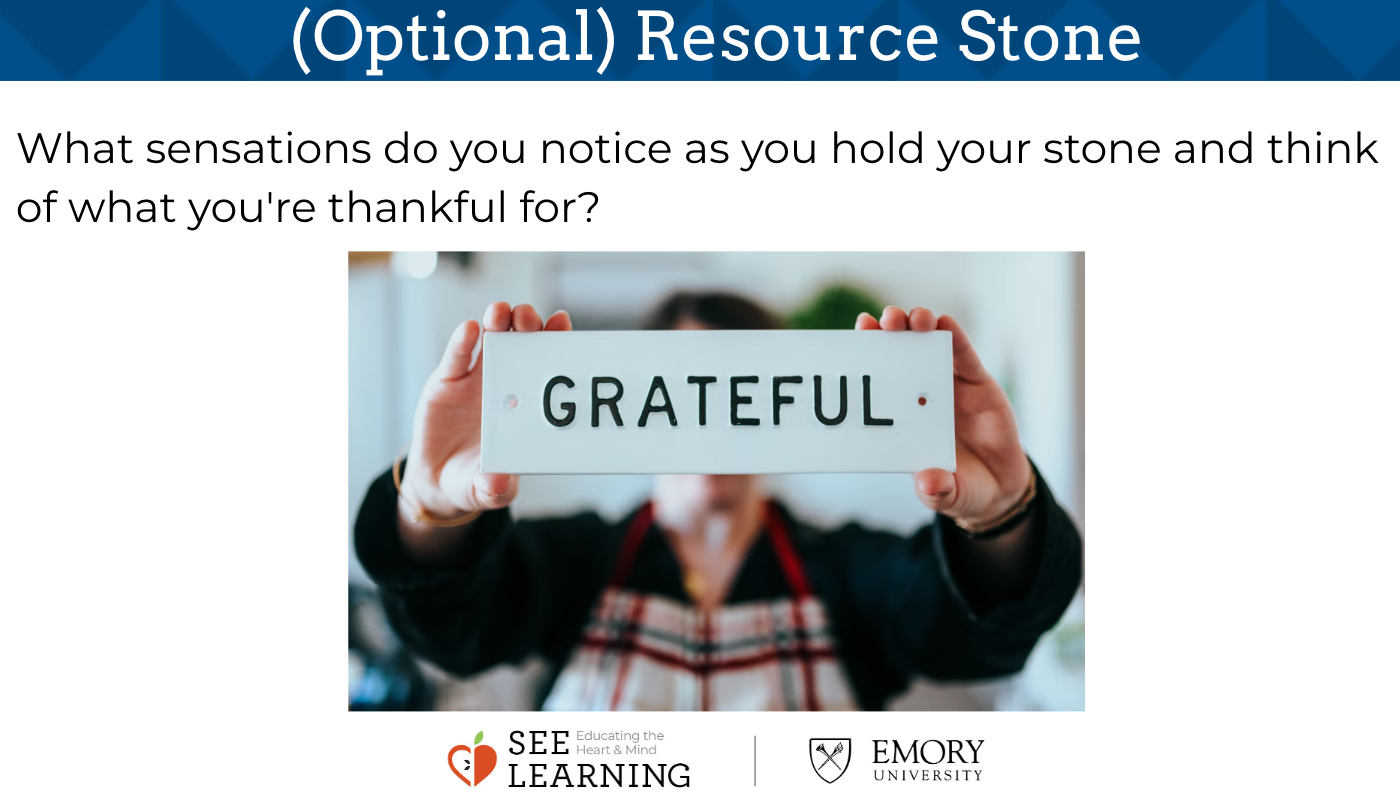 (Optional) Resource Stone
What sensations do you notice as you hold your stone and think
of what you're thankful for?
GRATEFUL
SEE Educating the
Heart & Mind
LEARNING
EMORY
UNIVERSITY